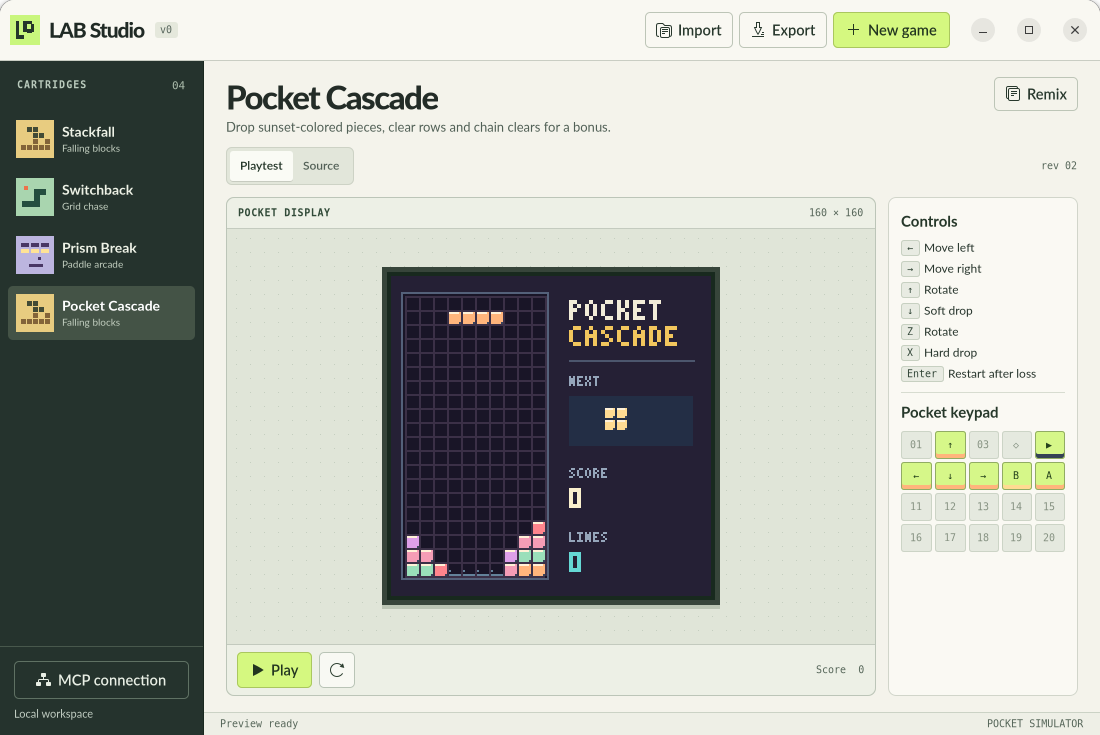 LAB Studio v0
Import
Export
+ New game
CARTRIDGES 04
Stackfall
Falling blocks
Switchback
Grid chase
Prism Break
Paddle arcade
Pocket Cascade
Falling blocks
MCP connection
Local workspace
Pocket Cascade
Remix
Drop sunset-colored pieces, clear rows and chain clears for a bonus.
Playtest Source
rev 02
POCKET DISPLAY 160 × 160
POCKET
CASCADE
NEXT
SCORE
0
LINES
0
Play
Score 0
Controls
← Move left
→ Move right
↑ Rotate
↓ Soft drop
Z Rotate
X Hard drop
Enter Restart after loss
Pocket keypad
01 ↑ 03 ◇ ▶
← ↓ → B A
11 12 13 14 15
16 17 18 19 20
Preview ready
POCKET SIMULATOR